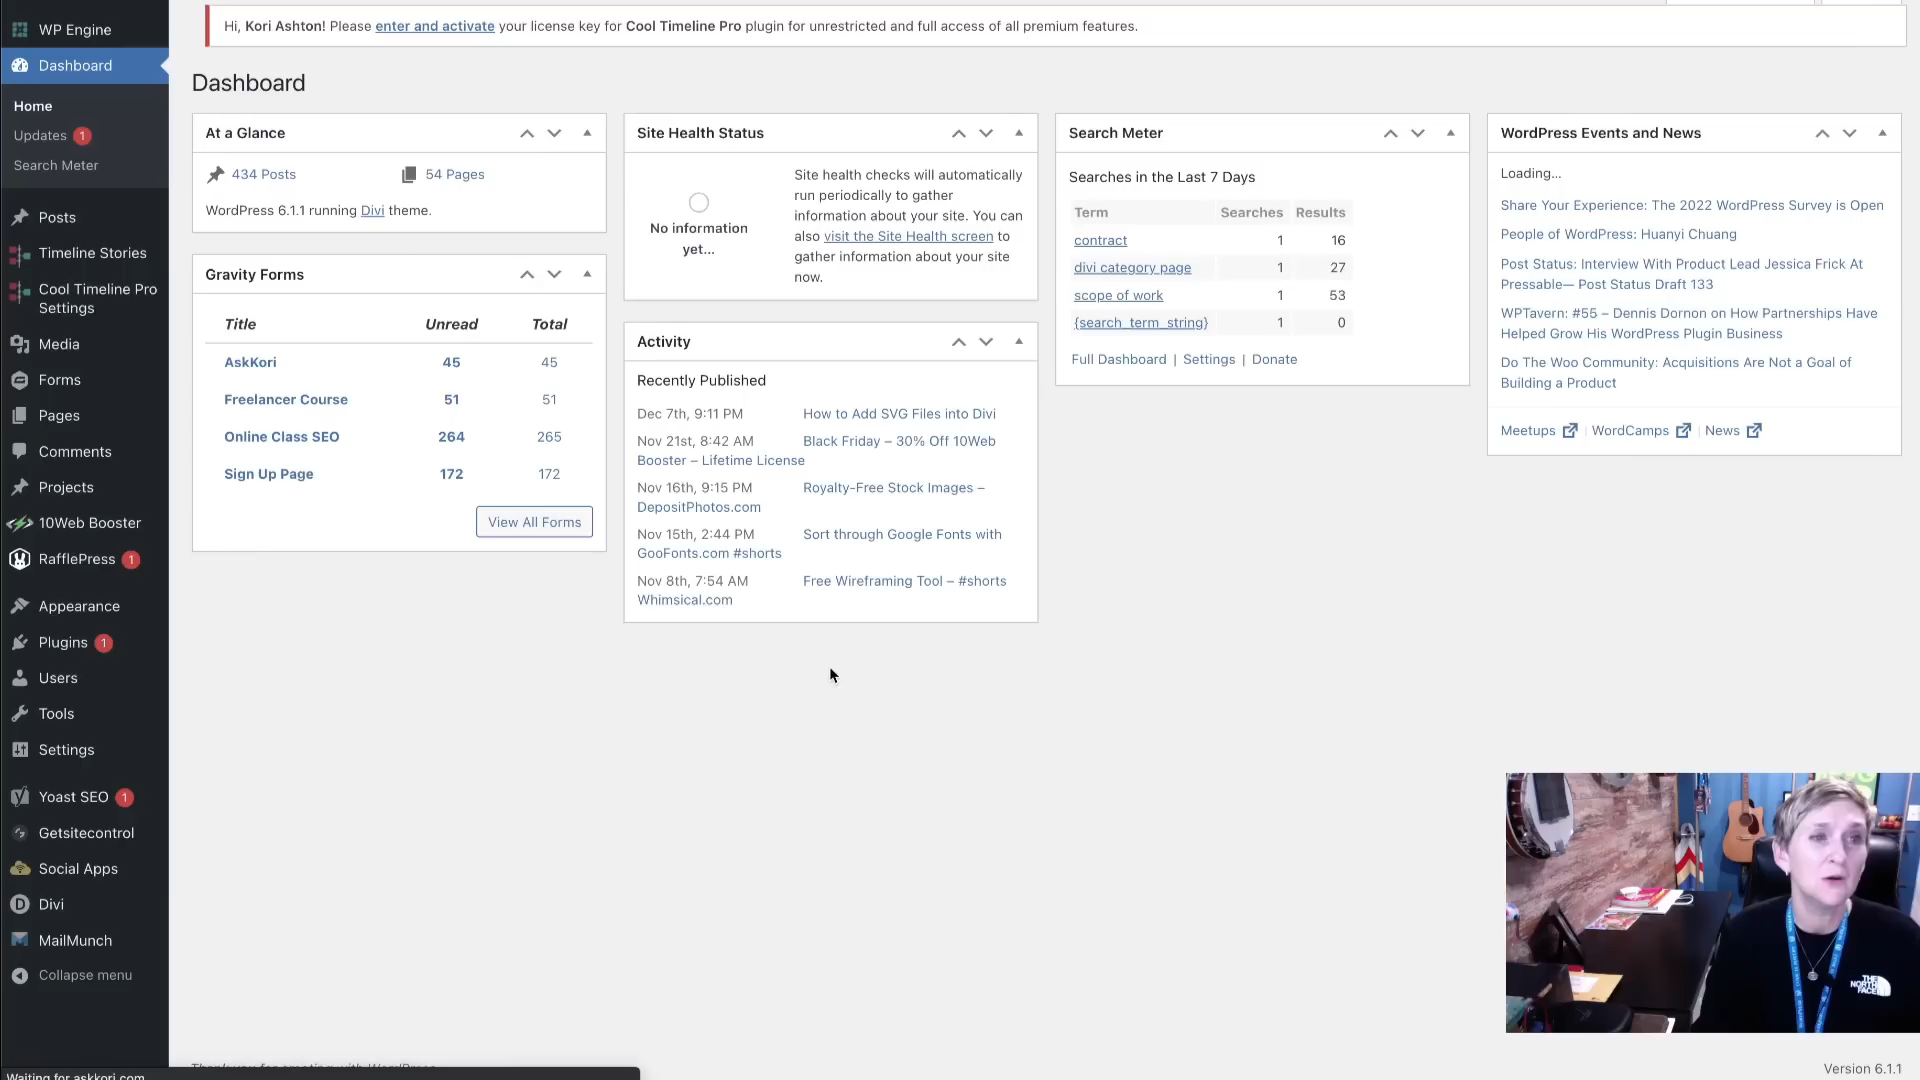 WP Engine
Dashboard
Home
Updates 1
Search Meter
Posts
Timeline Stories
Cool Timeline Pro
Settings
Media
Forms
Pages
Comments
Projects
10Web Booster
RafflePress 1
Appearance
Plugins 1
Users
Tools
Settings
Yoast SEO 1
Getsitecontrol
Social Apps
Divi
MailMunch
Collapse menu
Waiting for askkori.com
Hi, Kori Ashton! Please enter and activate your license key for Cool Timeline Pro plugin for unrestricted and full access of all premium features.
Dashboard
At a Glance
434 Posts 54 Pages
WordPress 6.1.1 running Divi theme.
Gravity Forms
Title Unread Total
AskKori 45 45
Freelancer Course 51 51
Online Class SEO 264 265
Sign Up Page 172 172
View All Forms
Site Health Status
No information
yet...
Site health checks will automatically
run periodically to gather
information about your site. You can
also visit the Site Health screen to
gather information about your site
now.
Activity
Recently Published
Dec 7th, 9:11 PM How to Add SVG Files into Divi
Nov 21st, 8:42 AM Black Friday – 30% Off 10Web
Booster – Lifetime License
Nov 16th, 9:15 PM Royalty-Free Stock Images –
DepositPhotos.com
Nov 15th, 2:44 PM Sort through Google Fonts with
GooFonts.com #shorts
Nov 8th, 7:54 AM Free Wireframing Tool – #shorts
Whimsical.com
Search Meter
Searches in the Last 7 Days
Term Searches Results
contract 1 16
divi category page 1 27
scope of work 1 53
{search_term_string} 1 0
Full Dashboard | Settings | Donate
WordPress Events and News
Loading...
Share Your Experience: The 2022 WordPress Survey is Open
People of WordPress: Huanyi Chuang
Post Status: Interview With Product Lead Jessica Frick At
Pressable— Post Status Draft 133
WPTavern: #55 – Dennis Dornon on How Partnerships Have
Helped Grow His WordPress Plugin Business
Do The Woo Community: Acquisitions Are Not a Goal of
Building a Product
Meetups | WordCamps | News
THE
NORTH
FACE
Thank you for creating with WordPress.
Version 6.1.1